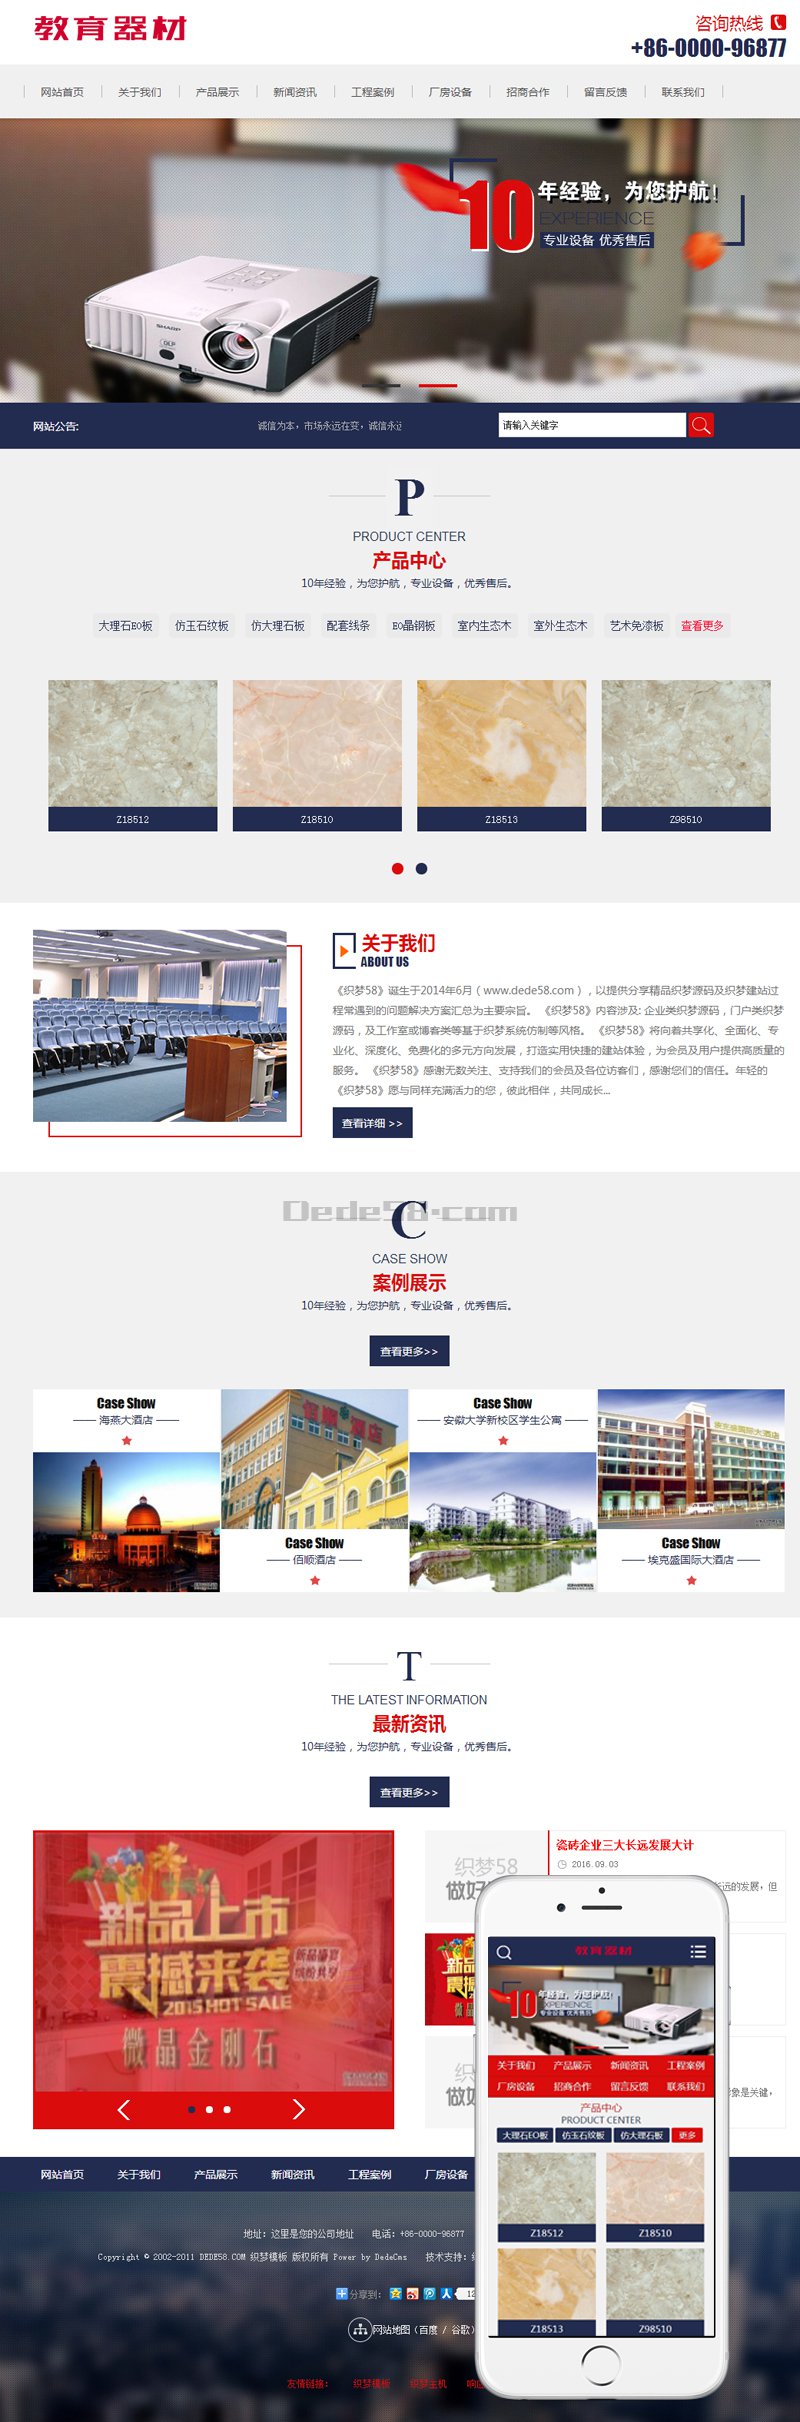 教育器材
咨询热线
+86-0000-96877
网站首页 关于我们 产品展示 新闻资讯 工程案例 厂房设备 招商合作 留言反馈 联系我们
10 年经验，为您护航！
EXPERIENCE
专业设备 优秀售后
SHARP
DLP
网站公告: 诚信为本，市场永远在变，诚信永远 请输入关键字
P
PRODUCT CENTER
产品中心
10年经验，为您护航，专业设备，优秀售后。
大理石EO板 仿玉石纹板 仿大理石板 配套线条 EO晶钢板 室内生态木 室外生态木 艺术免漆板 查看更多
Z18512 Z18510 Z18513 Z98510
关于我们
ABOUT US
《织梦58》诞生于2014年6月（www.dede58.com），以提供分享精品织梦源码及织梦建站过
程常遇到的问题解决方案汇总为主要宗旨。 《织梦58》内容涉及: 企业类织梦源码，门户类织梦
源码，及工作室或博客类等基于织梦系统仿制等风格。 《织梦58》将向着共享化、全面化、专
业化、深度化、免费化的多元方向发展，打造实用快捷的建站体验，为会员及用户提供高质量的
服务。 《织梦58》感谢无数关注、支持我们的会员及各位访客们，感谢您们的信任。年轻的
《织梦58》愿与同样充满活力的您，彼此相伴，共同成长...
查看详细 >>
Dede58.com
C
CASE SHOW
案例展示
10年经验，为您护航，专业设备，优秀售后。
查看更多>>
Case Show
海燕大酒店
Case Show
佰顺酒店
Case Show
安徽大学新校区学生公寓
Case Show
埃克盛国际大酒店
T
THE LATEST INFORMATION
最新资讯
10年经验，为您护航，专业设备，优秀售后。
查看更多>>
新品上市
震撼来袭
新品盛宴
缤纷共享
2015 HOT SALE
微晶金刚石
织梦58
做好
瓷砖企业三大长远发展大计
2016.09.03
长远的发展，但
新品
震撼
微晶
织
做好
象是关键，
网站首页 关于我们 产品展示 新闻资讯 工程案例 厂房设备
地址: 这里是您的公司地址 电话: +86-0000-96877
Copyright © 2002-2011 DEDE58.COM 织梦模板 版权所有 Power by DedeCms 技术支持:
分享到: 12
网站地图（百度 / 谷歌）
友情链接: 织梦模板 织梦主机 响应
教育器材
10 年经验，为您护航！
EXPERIENCE
专业设备 优秀售后
关于我们 产品展示 新闻资讯 工程案例
厂房设备 招商合作 留言反馈 联系我们
产品中心
PRODUCT CENTER
大理石EO板 仿玉石纹板 仿大理石板 更多
Z18512 Z18510
Z18513 Z98510